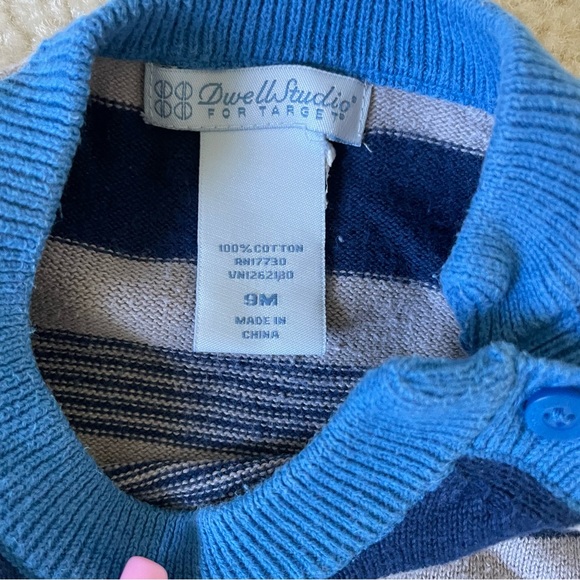 DwellStudio®
FOR TARGET®
100% COTTON
RN17730
VN1262180
9M
MADE IN
CHINA